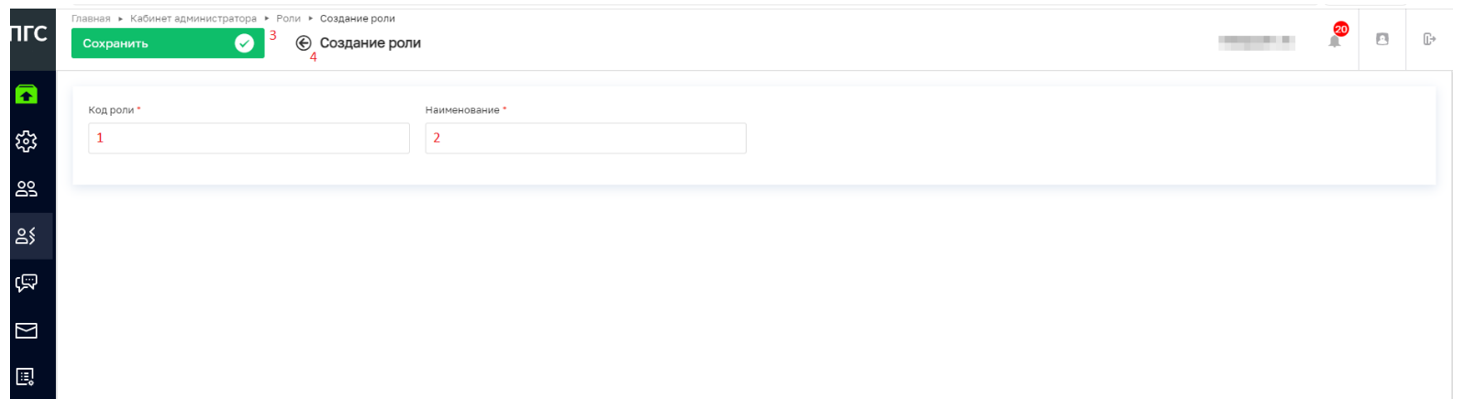 ПГС
Главная ▸ Кабинет администратора ▸ Роли ▸ Создание роли
Сохранить 3 Создание роли
4
20
Код роли * Наименование *
1 2